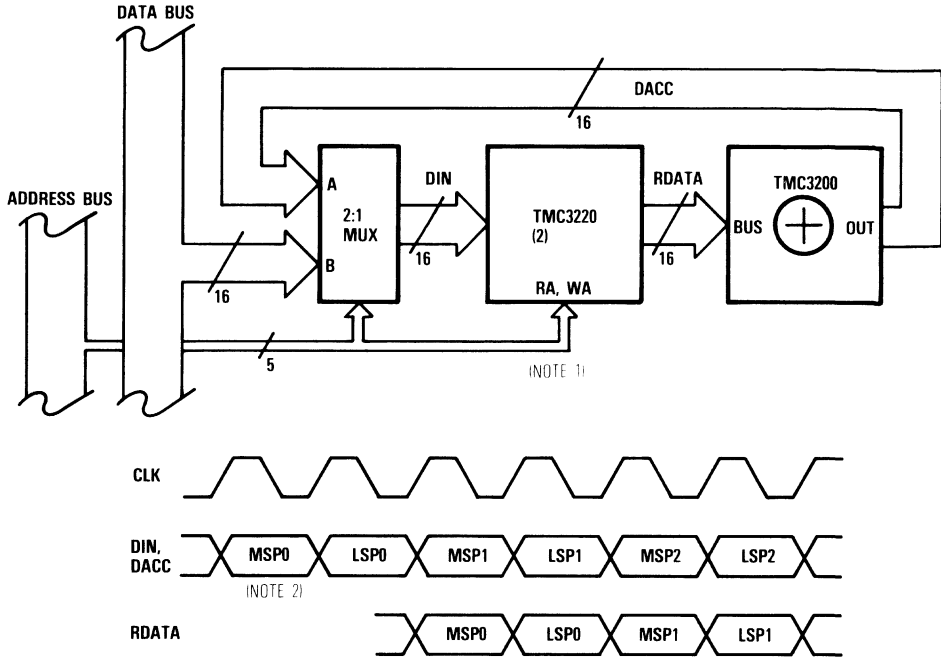 DATA BUS
DACC
16
ADDRESS BUS
A
2:1
MUX
B
DIN
16
TMC3220
(2)
RA, WA
RDATA
16
TMC3200
BUS
OUT
16
5
(NOTE 1)
CLK
DIN,
DACC
MSP0
LSP0
MSP1
LSP1
MSP2
LSP2
(NOTE 2)
RDATA
MSP0
LSP0
MSP1
LSP1